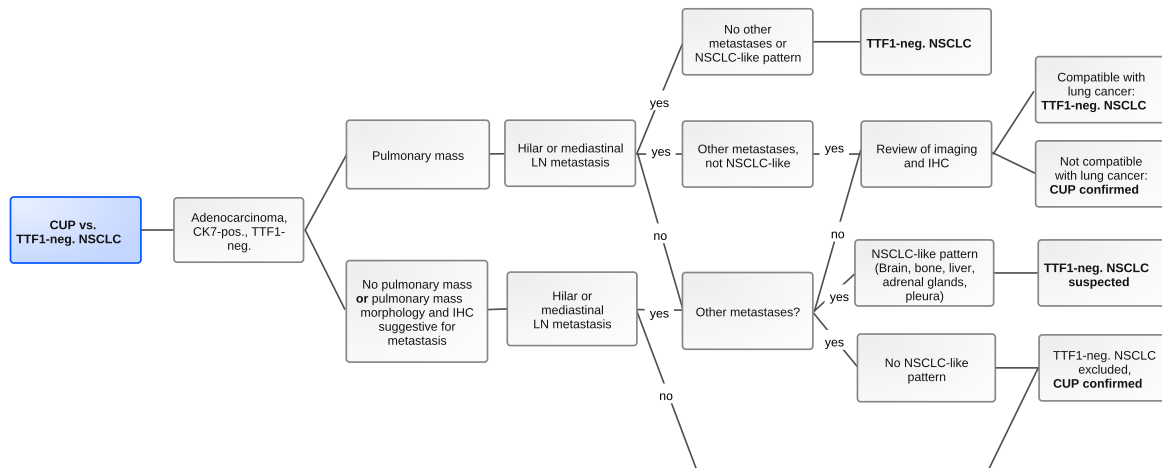 CUP vs.
TTF1-neg. NSCLC
Adenocarcinoma,
CK7-pos., TTF1-
neg.
Pulmonary mass
No pulmonary mass
or pulmonary mass
morphology and IHC
suggestive for
metastasis
Hilar or mediastinal
LN metastasis
Hilar or
mediastinal
LN metastasis
yes
yes
no
yes
no
No other
metastases or
NSCLC-like pattern
Other metastases,
not NSCLC-like
Other metastases?
yes
no
yes
yes
TTF1-neg. NSCLC
Review of imaging
and IHC
NSCLC-like pattern
(Brain, bone, liver,
adrenal glands,
pleura)
No NSCLC-like
pattern
Compatible with
lung cancer:
TTF1-neg. NSCLC
Not compatible
with lung cancer:
CUP confirmed
TTF1-neg. NSCLC
suspected
TTF1-neg. NSCLC
excluded,
CUP confirmed